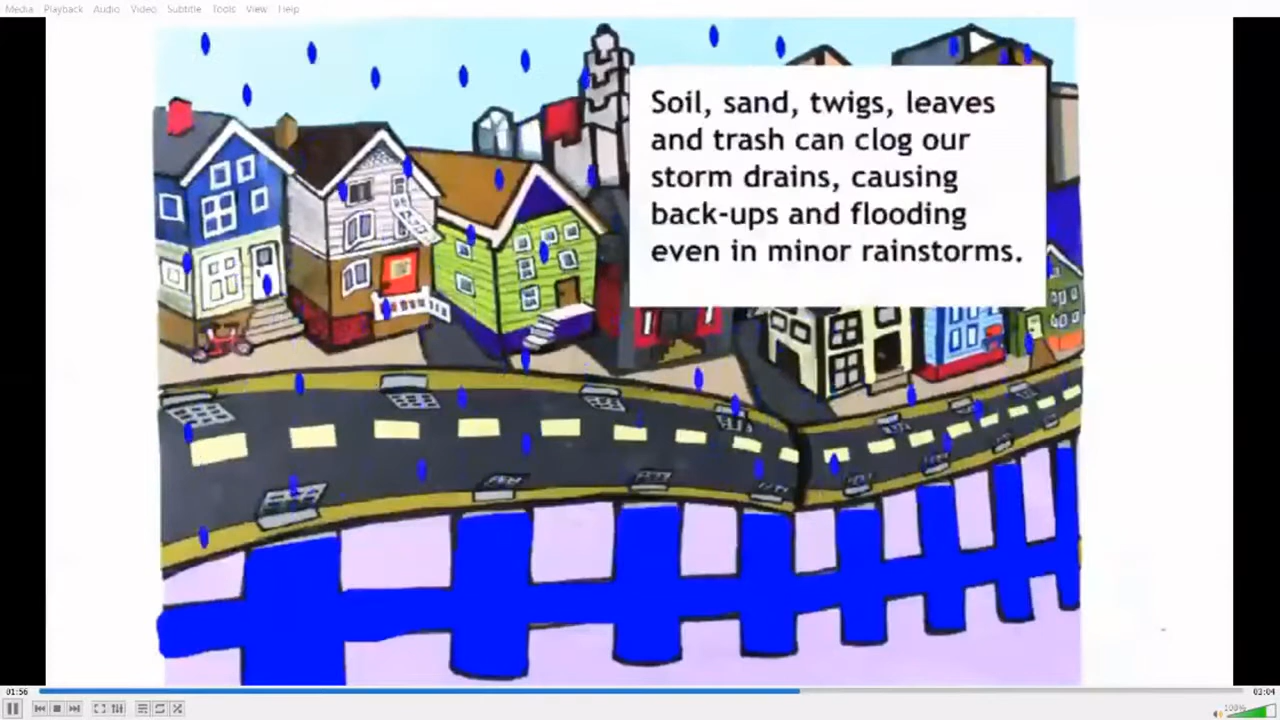 Media Playback Audio Video Subtitle Tools View Help
Soil, sand, twigs, leaves
and trash can clog our
storm drains, causing
back-ups and flooding
even in minor rainstorms.
01:56 03:04
100%